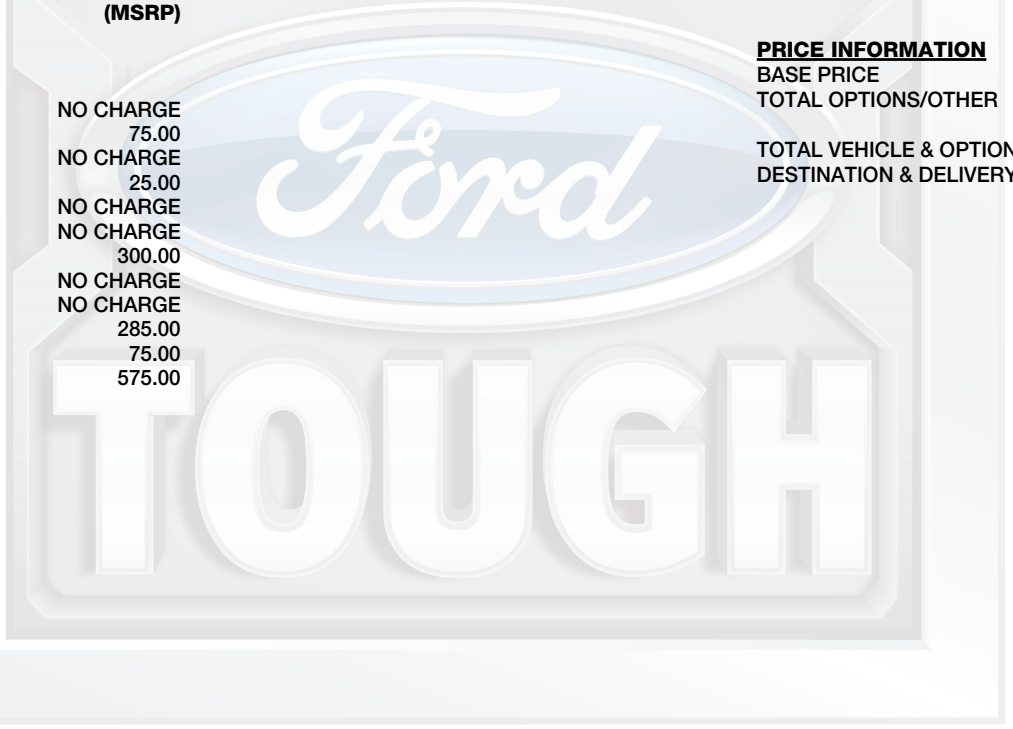 (MSRP)
NO CHARGE
75.00
NO CHARGE
25.00
NO CHARGE
NO CHARGE
300.00
NO CHARGE
NO CHARGE
285.00
75.00
575.00
PRICE INFORMATION
BASE PRICE
TOTAL OPTIONS/OTHER
TOTAL VEHICLE & OPTION
DESTINATION & DELIVERY
Ford
TOUGH